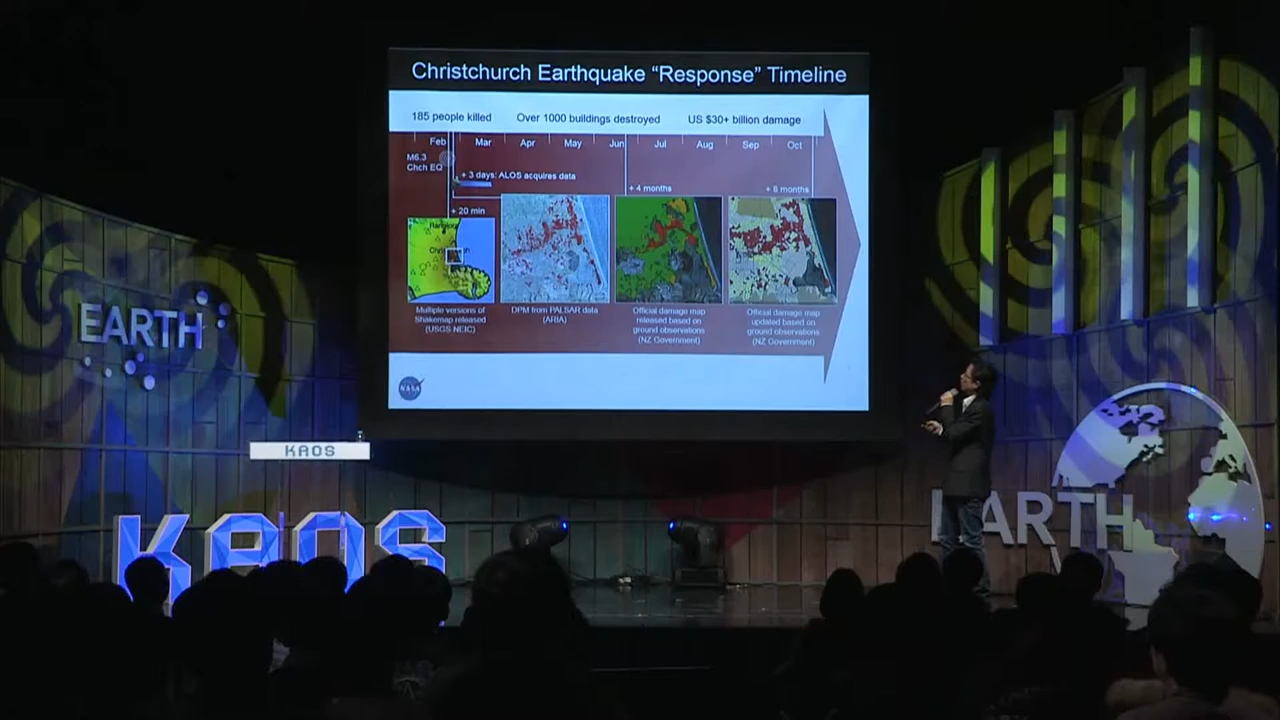 Christchurch Earthquake “Response” Timeline
185 people killed Over 1000 buildings destroyed US $30+ billion damage
Feb Mar Apr May Jun Jul Aug Sep Oct
M6.3
Chch EQ
+ 3 days: ALOS acquires data
+ 20 min
+ 4 months
+ 8 months
Multiple versions of
Shakemap released
(USGS NEIC)
DPM from PALSAR data
(ARIA)
Official damage map
released based on
ground observations
(NZ Government)
Official damage map
updated based on
ground observations
(NZ Government)
NASA
EARTH
KAOS
KAOS
EARTH